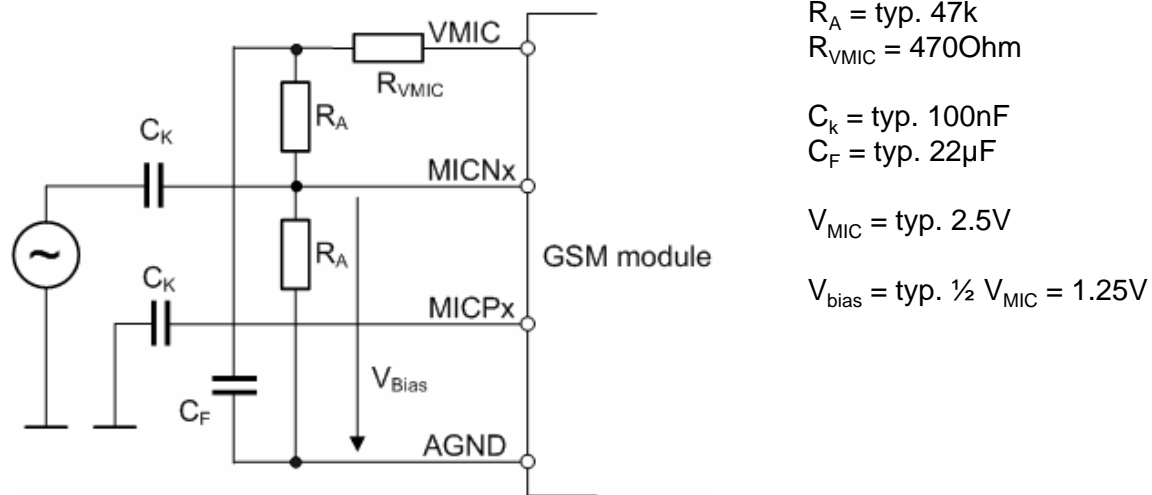 VMIC
R_VMIC
R_A
C_K
MICNx
R_A
GSM module
C_K
MICPx
V_Bias
C_F
AGND
R_A = typ. 47k
R_VMIC = 470Ohm
C_k = typ. 100nF
C_F = typ. 22µF
V_MIC = typ. 2.5V
V_bias = typ. ½ V_MIC = 1.25V